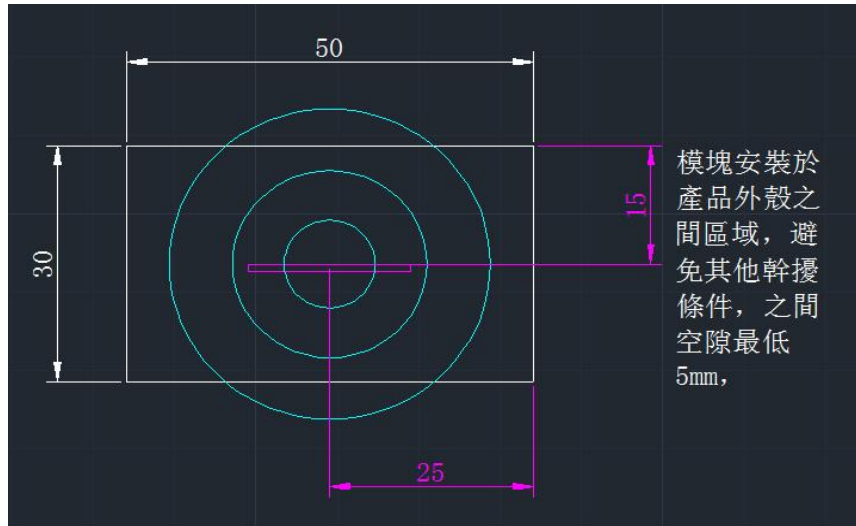 50
30
15
25
模塊安裝於
產品外殼之
間區域，避
免其他幹擾
條件，之間
空隙最低
5mm，